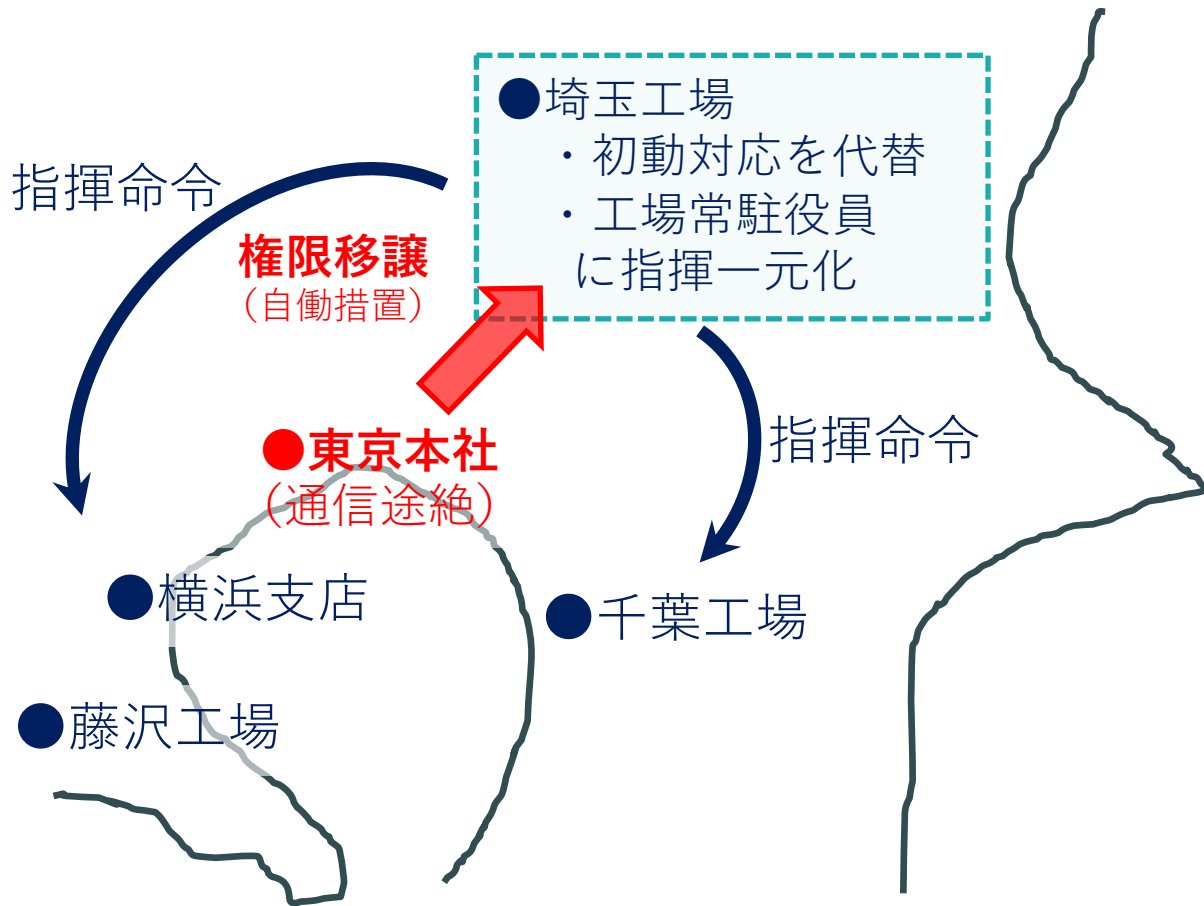 ●埼玉工場
・初動対応を代替
・工場常駐役員
に指揮一元化
指揮命令
権限移譲
（自働措置）
●東京本社
（通信途絶）
指揮命令
●横浜支店
●千葉工場
●藤沢工場